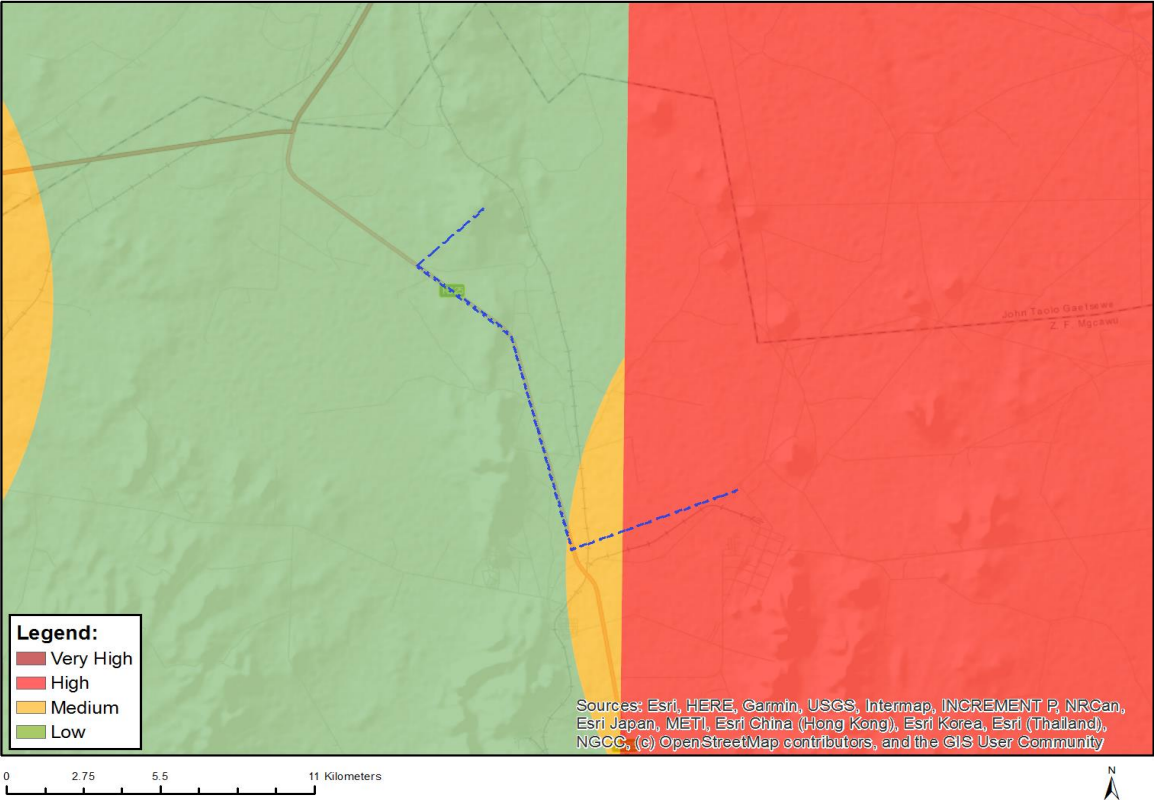 John Taolo Gaetsewe
Z. F. Mgcawu
Legend:
Very High
High
Medium
Low
Sources: Esri, HERE, Garmin, USGS, Intermap, INCREMENT P, NRCan,
Esri Japan, METI, Esri China (Hong Kong), Esri Korea, Esri (Thailand),
NGCC, (c) OpenStreetMap contributors, and the GIS User Community
0 2.75 5.5 11 Kilometers
N